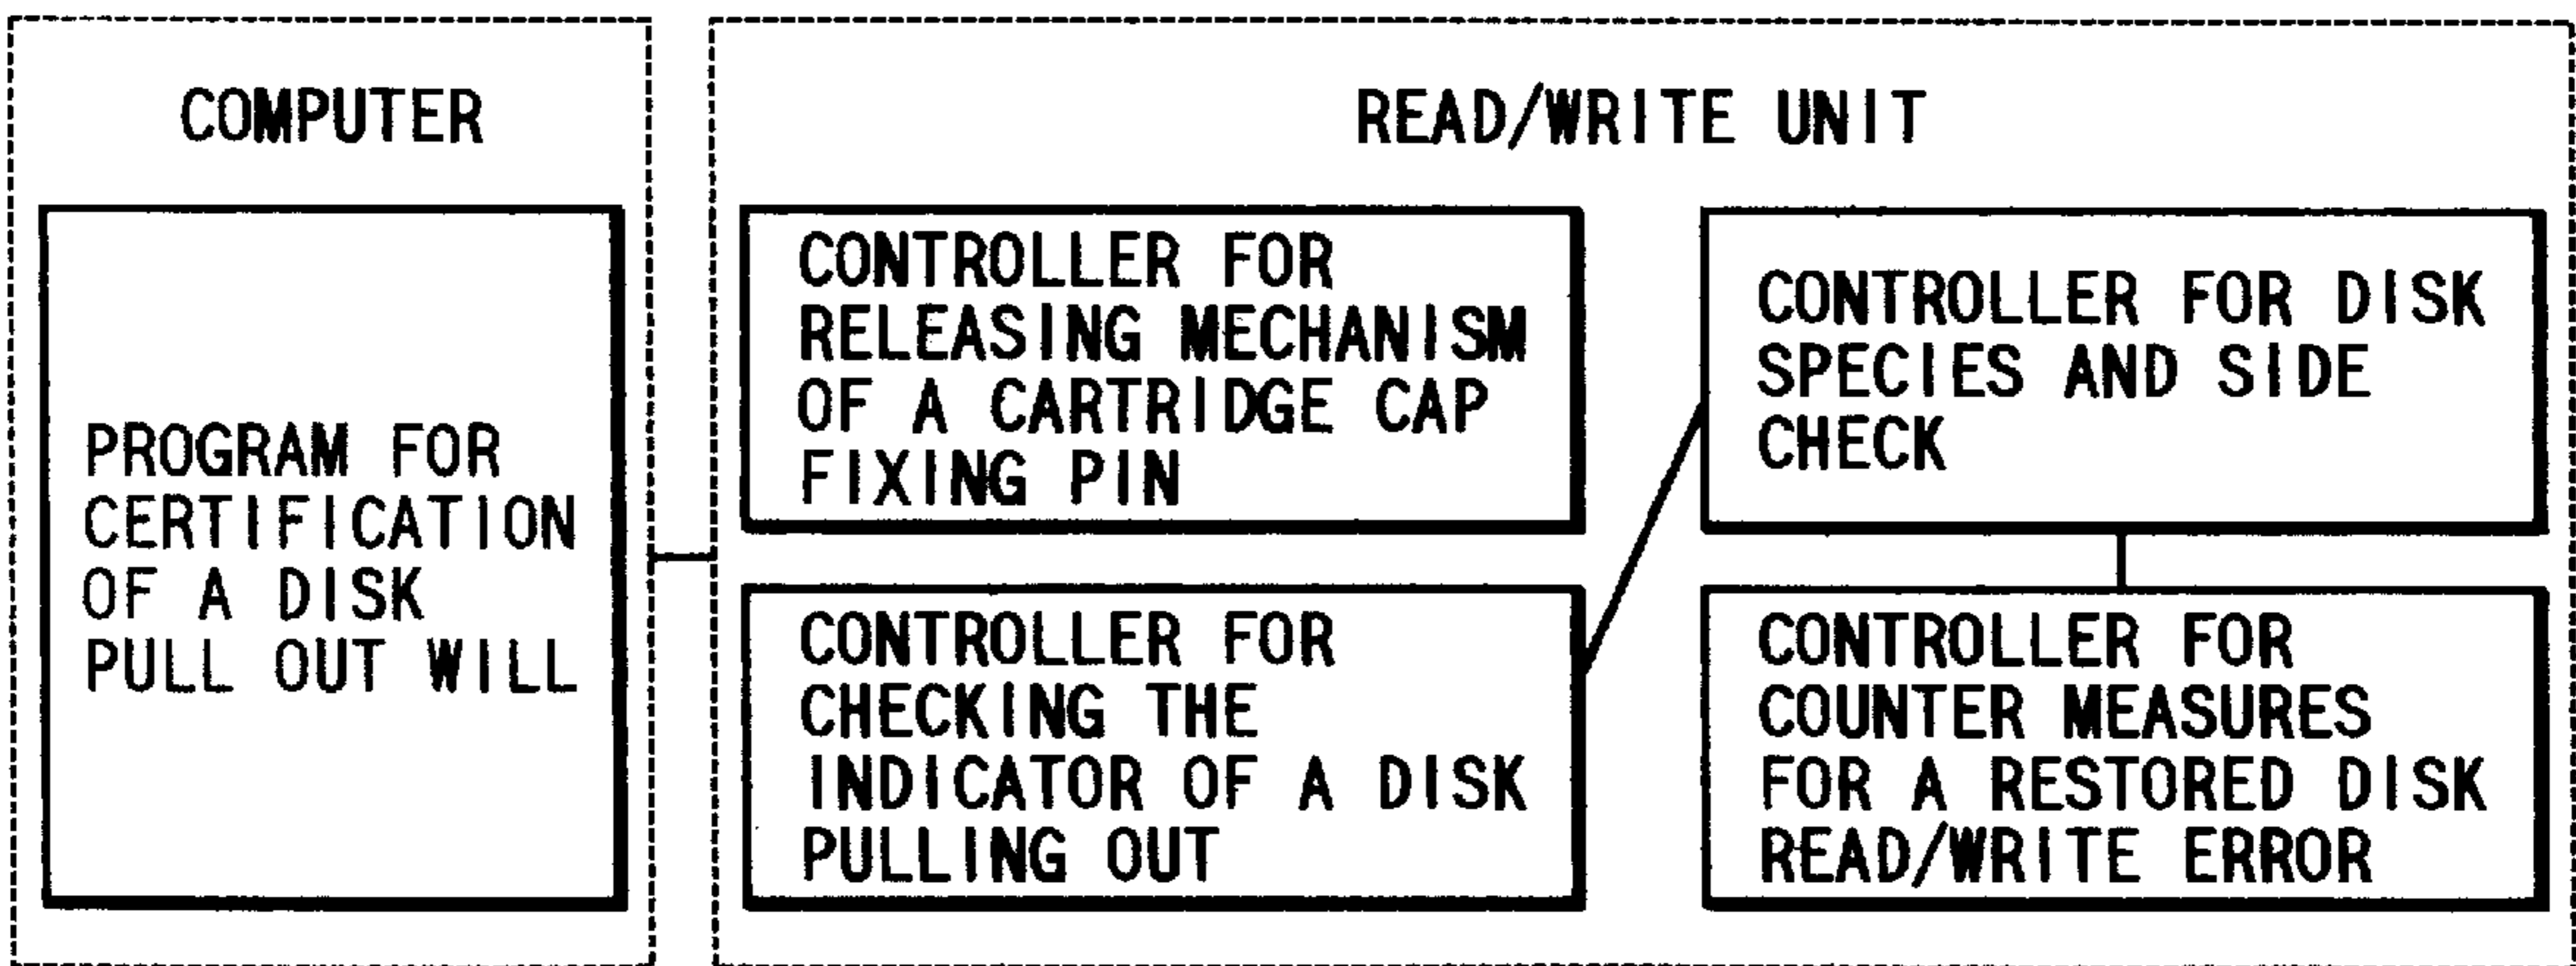 COMPUTER
PROGRAM FOR
CERTIFICATION
OF A DISK
PULL OUT WILL
READ/WRITE UNIT
CONTROLLER FOR
RELEASING MECHANISM
OF A CARTRIDGE CAP
FIXING PIN
CONTROLLER FOR
CHECKING THE
INDICATOR OF A DISK
PULLING OUT
CONTROLLER FOR DISK
SPECIES AND SIDE
CHECK
CONTROLLER FOR
COUNTER MEASURES
FOR A RESTORED DISK
READ/WRITE ERROR